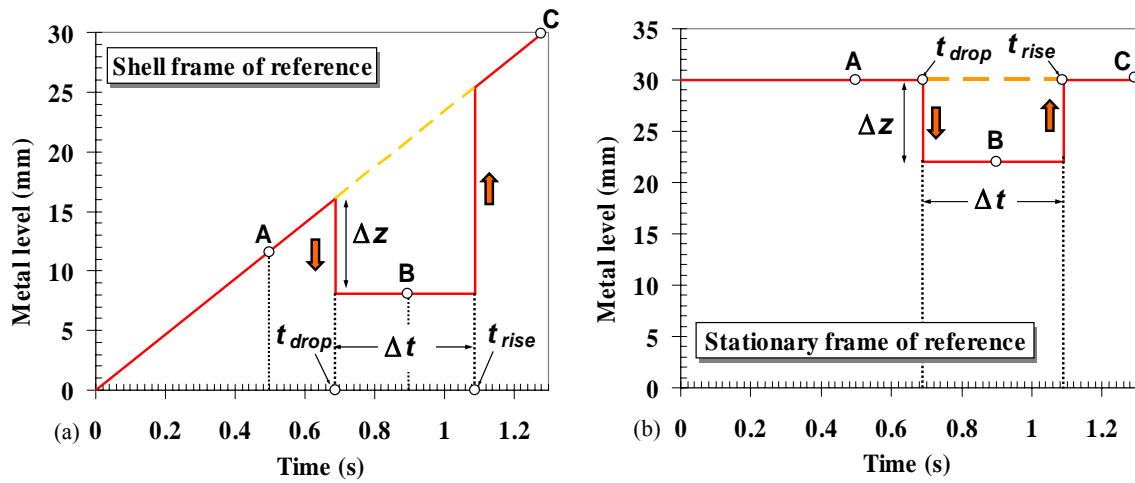 Metal level (mm)
30
25
20
15
10
5
0
Shell frame of reference
A
B
C
Δz
Δt
t drop
t rise
0 0.2 0.4 0.6 0.8 1 1.2
Time (s)
(a)
Metal level (mm)
35
30
25
20
15
10
5
0
A
t drop
t rise
C
Δz
B
Δt
Stationary frame of reference
0 0.2 0.4 0.6 0.8 1 1.2
Time (s)
(b)